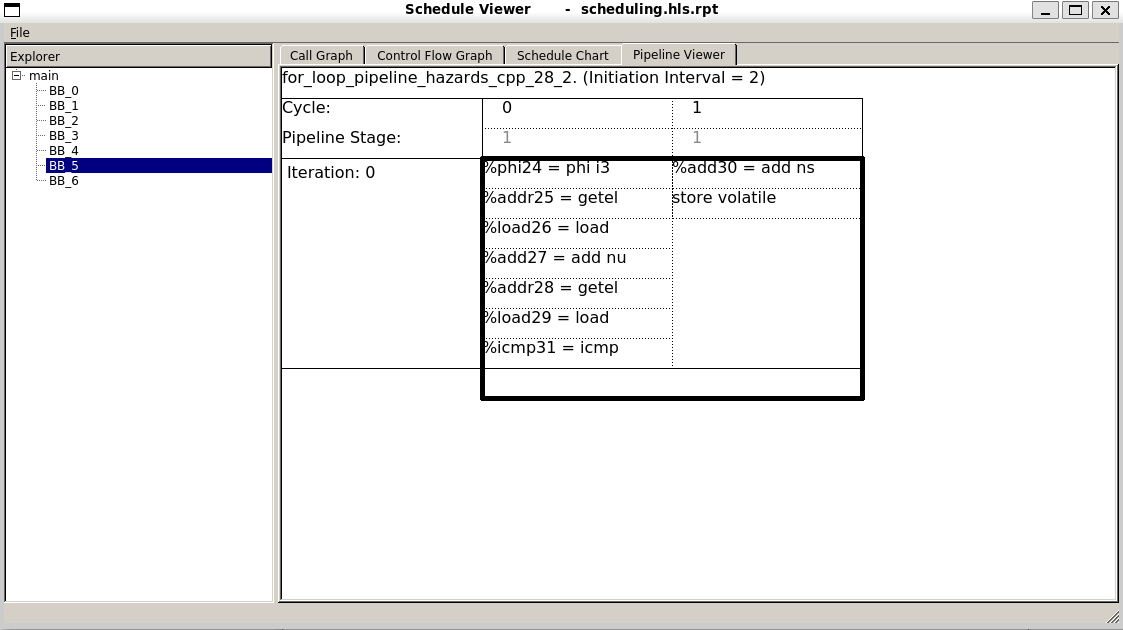 Schedule Viewer - scheduling.hls.rpt
File
Explorer
main
BB_0
BB_1
BB_2
BB_3
BB_4
BB_5
BB_6
Call Graph Control Flow Graph Schedule Chart Pipeline Viewer
for_loop_pipeline_hazards_cpp_28_2. (Initiation Interval = 2)
Cycle: 0 1
Pipeline Stage: 1 1
Iteration: 0
%phi24 = phi i3 %add30 = add ns
%addr25 = getel store volatile
%load26 = load
%add27 = add nu
%addr28 = getel
%load29 = load
%icmp31 = icmp